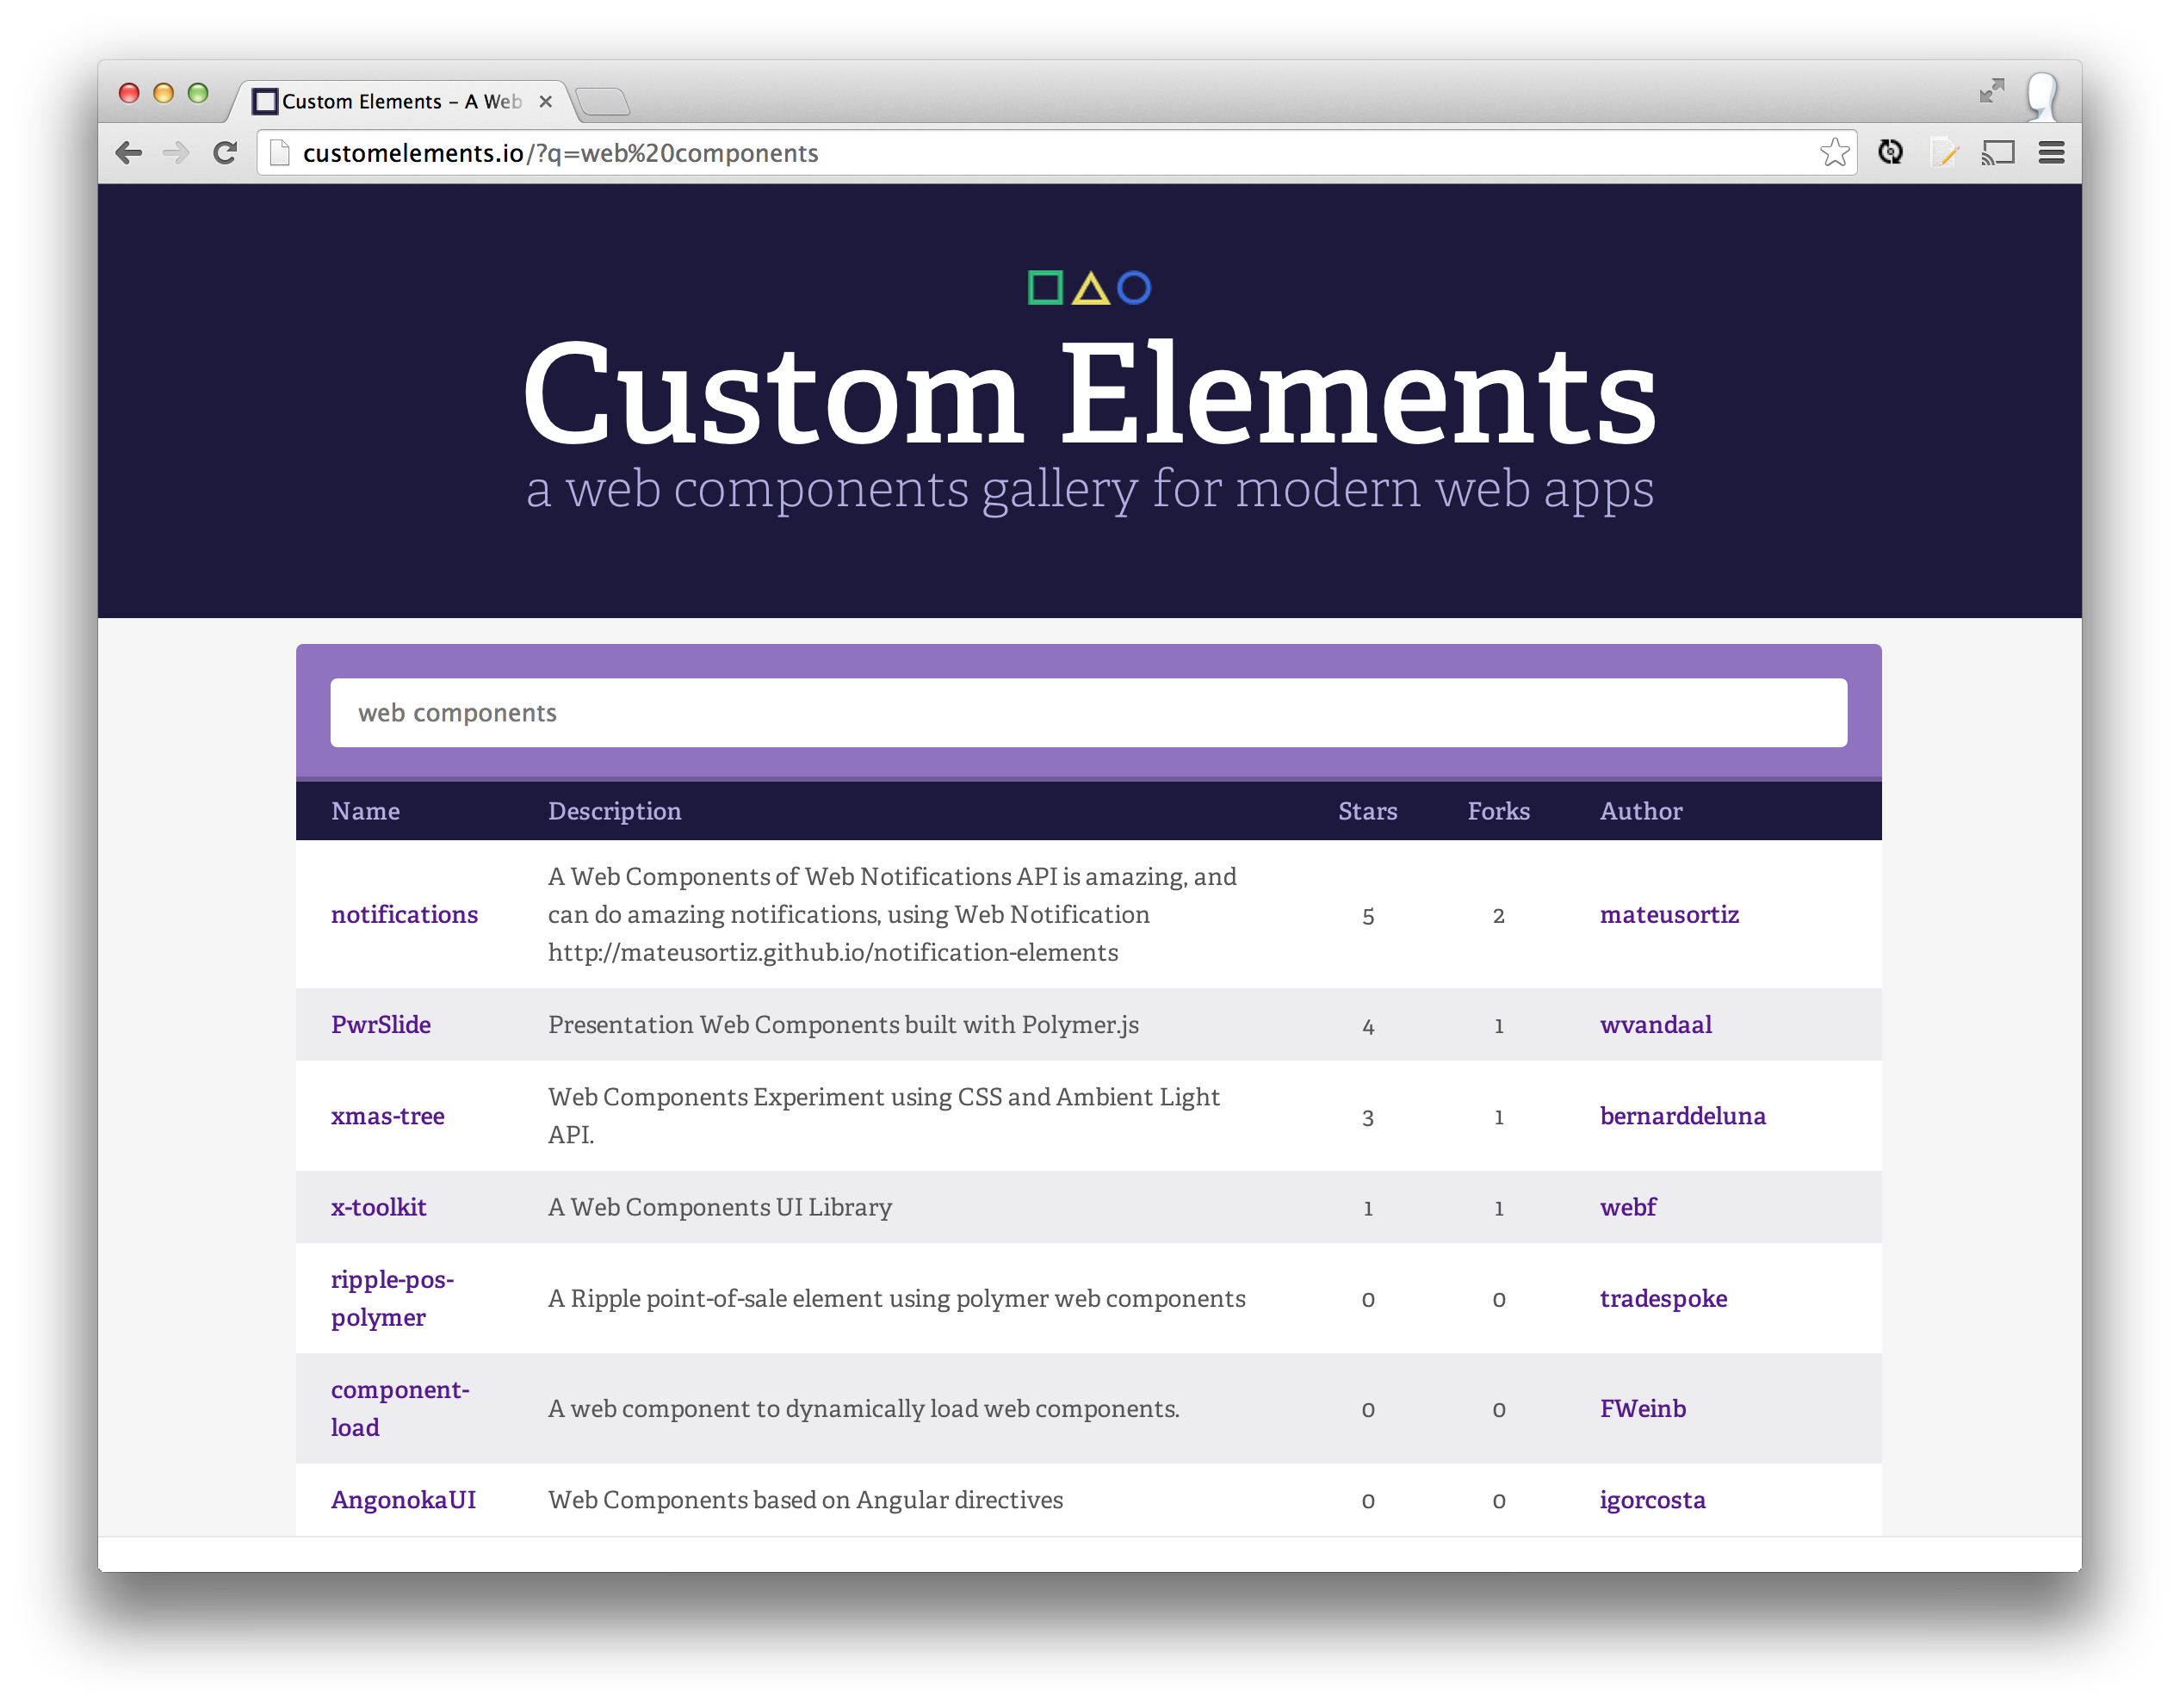 Custom Elements – A Web
customelements.io/?q=web%20components
Custom Elements
a web components gallery for modern web apps
web components
Name Description Stars Forks Author
notifications
A Web Components of Web Notifications API is amazing, and
can do amazing notifications, using Web Notification
http://mateusortiz.github.io/notification-elements
5 2 mateusortiz
PwrSlide Presentation Web Components built with Polymer.js 4 1 wvandaal
xmas-tree
Web Components Experiment using CSS and Ambient Light
API.
3 1 bernarddeluna
x-toolkit A Web Components UI Library 1 1 webf
ripple-pos-
polymer
A Ripple point-of-sale element using polymer web components 0 0 tradespoke
component-
load
A web component to dynamically load web components. 0 0 FWeinb
AngonokaUI Web Components based on Angular directives 0 0 igorcosta